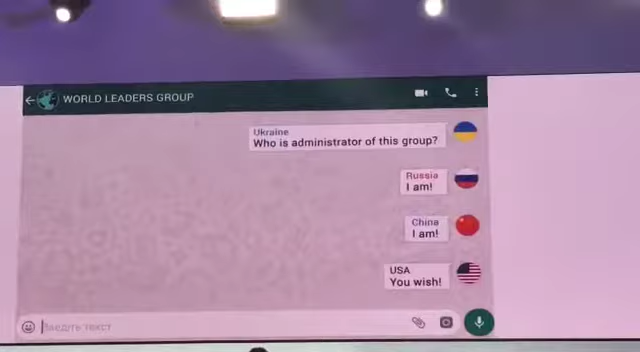 WORLD LEADERS GROUP
Ukraine
Who is administrator of this group?
Russia
I am!
China
I am!
USA
You wish!
Введіть текст